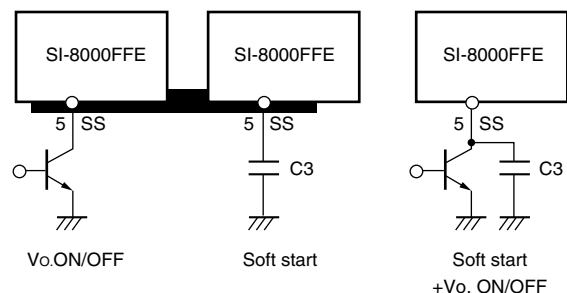 SI-8000FFE SI-8000FFE SI-8000FFE
5 SS 5 SS 5 SS
C3 C3
Vo.ON/OFF Soft start Soft start
+Vo. ON/OFF